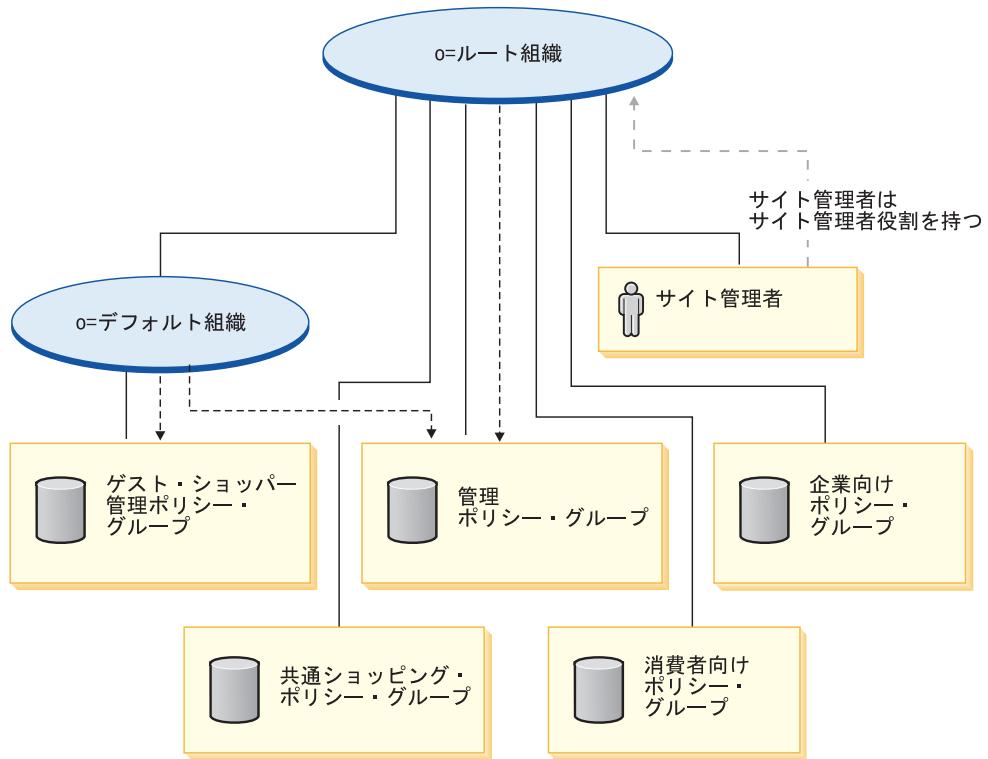 o=ルート組織
サイト管理者は
サイト管理者役割を持つ
サイト管理者
o=デフォルト組織
ゲスト・ショッパー
管理ポリシー・
グループ
管理
ポリシー・グループ
企業向け
ポリシー・
グループ
共通ショッピング・
ポリシー・グループ
消費者向け
ポリシー・
グループ